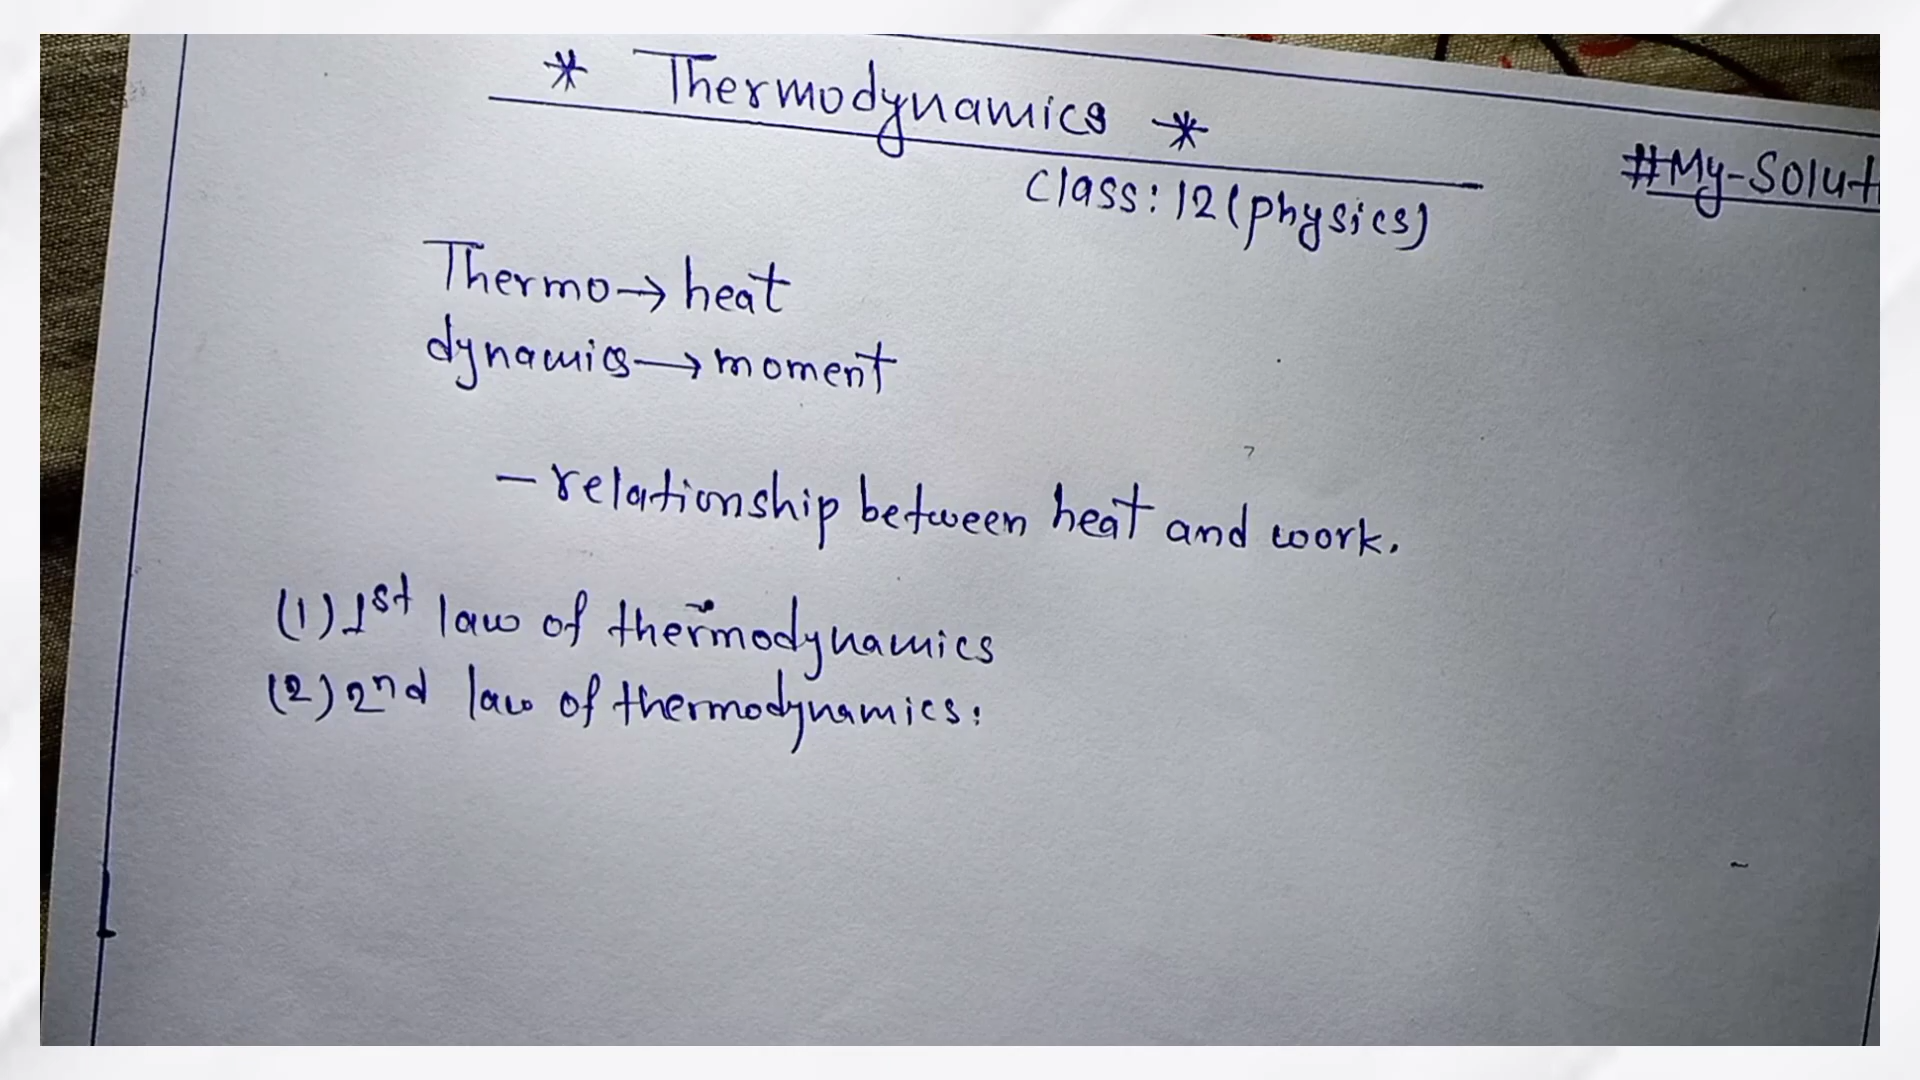 * Thermodynamics *
#My-Solut
Class: 12 (physics)
Thermo → heat
dynamics → moment
- relationship between heat and work.
(1) 1st law of thermodynamics
(2) 2nd law of thermodynamics: